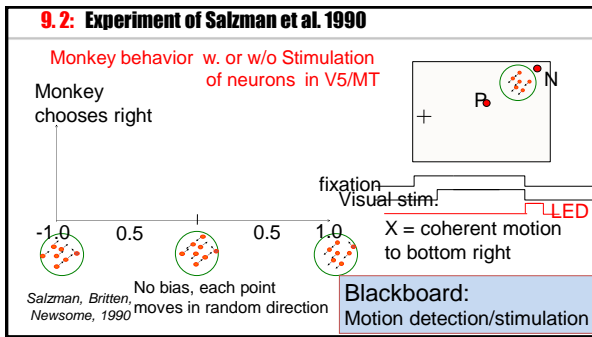 9. 2: Experiment of Salzman et al. 1990
Monkey behavior w. or w/o Stimulation
of neurons in V5/MT
Monkey
chooses right
N
P
fixation
Visual stim.
LED
-1.0
0.5
0.5
1.0
X = coherent motion
to bottom right
No bias, each point
moves in random direction
Salzman, Britten,
Newsome, 1990
Blackboard:
Motion detection/stimulation